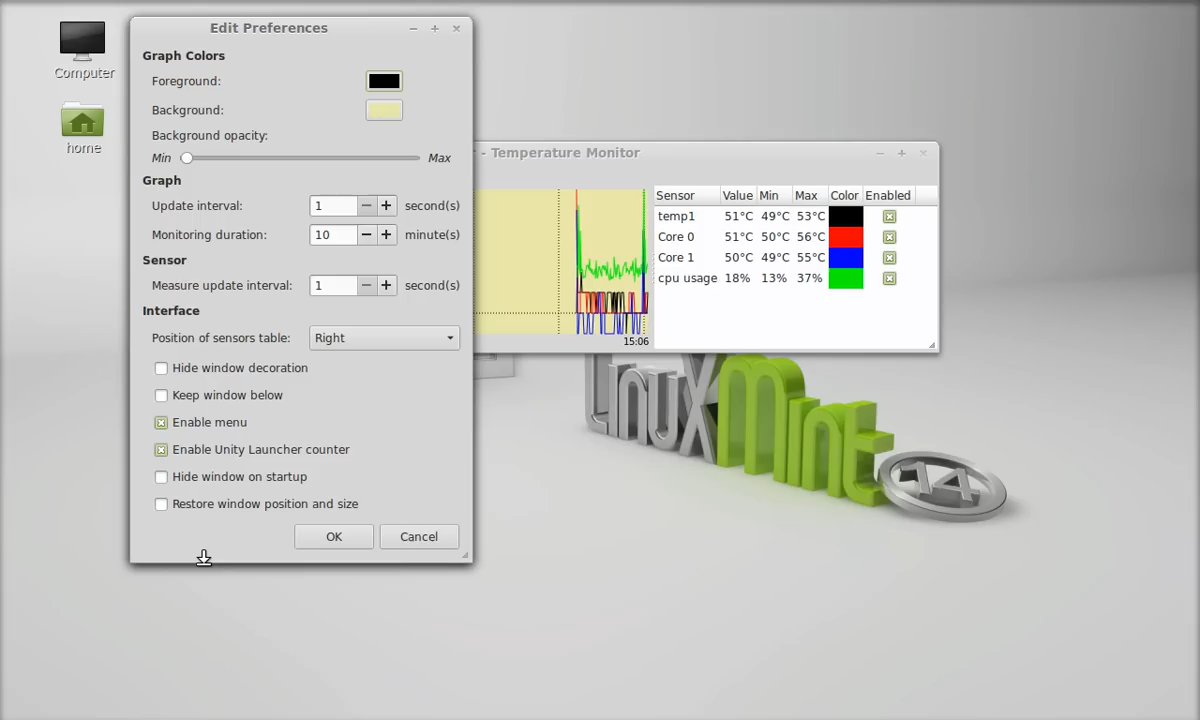 Computer
home
Edit Preferences
Graph Colors
Foreground:
Background:
Background opacity:
Min Max
Graph
Update interval: 1 second(s)
Monitoring duration: 10 minute(s)
Sensor
Measure update interval: 1 second(s)
Interface
Position of sensors table: Right
Hide window decoration
Keep window below
Enable menu
Enable Unity Launcher counter
Hide window on startup
Restore window position and size
OK Cancel
- Temperature Monitor
Sensor Value Min Max Color Enabled
temp1 51°C 49°C 53°C
Core 0 51°C 50°C 56°C
Core 1 50°C 49°C 55°C
cpu usage 18% 13% 37%
15:06
LinuxMint 14